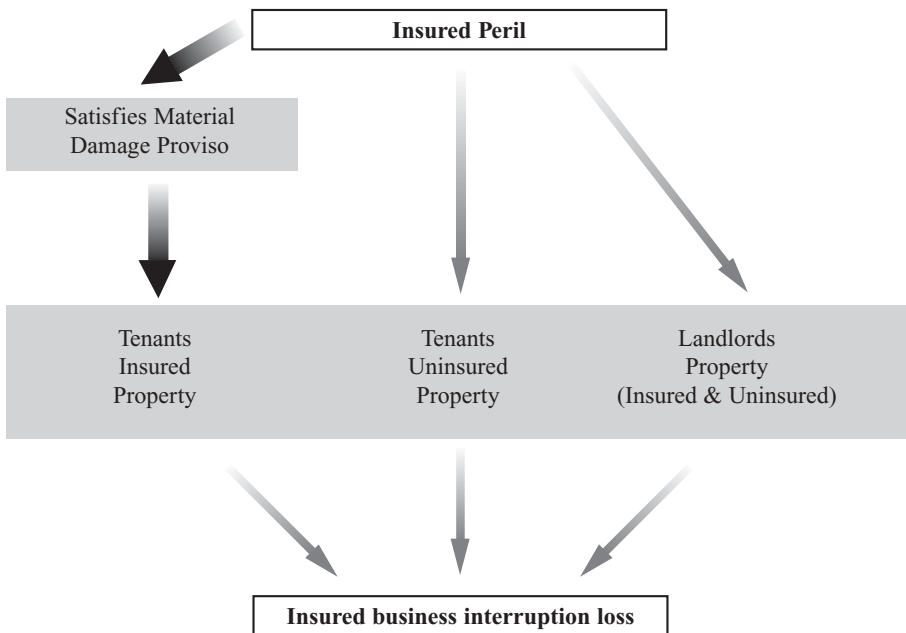 Insured Peril
Satisfies Material
Damage Proviso
Tenants
Insured
Property
Tenants
Uninsured
Property
Landlords
Property
(Insured & Uninsured)
Insured business interruption loss